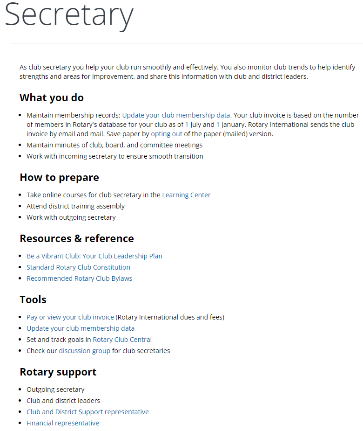 Secretary
As club secretary you help your club run smoothly and effectively. You also monitor club trends to help identify
strengths and areas for improvement, and share this information with club and district leaders.
What you do
• Maintain membership records: Update your club membership data. Your club invoice is based on the number
of members in Rotary's database for your club as of 1 July and 1 January. Rotary International sends the club
invoice by email and mail. Save paper by opting out of the paper (mailed) version.
• Maintain minutes of club, board, and committee meetings
• Work with incoming secretary to ensure smooth transition
How to prepare
• Take online courses for club secretary in the Learning Center
• Attend district training assembly
• Work with outgoing secretary
Resources & reference
• Be a Vibrant Club: Your Club Leadership Plan
• Standard Rotary Club Constitution
• Recommended Rotary Club Bylaws
Tools
• Pay or view your club invoice (Rotary International dues and fees)
• Update your club membership data
• Set and track goals in Rotary Club Central
• Check our discussion group for club secretaries
Rotary support
• Outgoing secretary
• Club and district leaders
• Club and District Support representative
• Financial representative